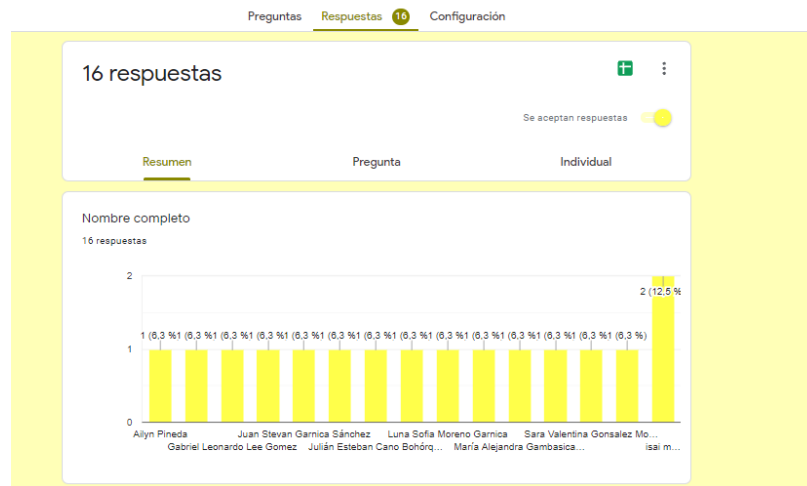 Preguntas Respuestas 16 Configuración
16 respuestas
Se aceptan respuestas
Resumen Pregunta Individual
Nombre completo
16 respuestas
2
2 (12,5 %
1 (6,3 %1 (6,3 %1 (6,3 %1 (6,3 %1 (6,3 %1 (6,3 %1 (6,3 %1 (6,3 %1 (6,3 %1 (6,3 %1 (6,3 %1 (6,3 %1 (6,3 %1 (6,3 %)
1
0
Ailyn Pineda Juan Stevan Garnica Sánchez Luna Sofia Moreno Garnica Sara Valentina Gonsalez Mo...
Gabriel Leonardo Lee Gomez Julián Esteban Cano Bohórq... María Alejandra Gambasica... isai m...